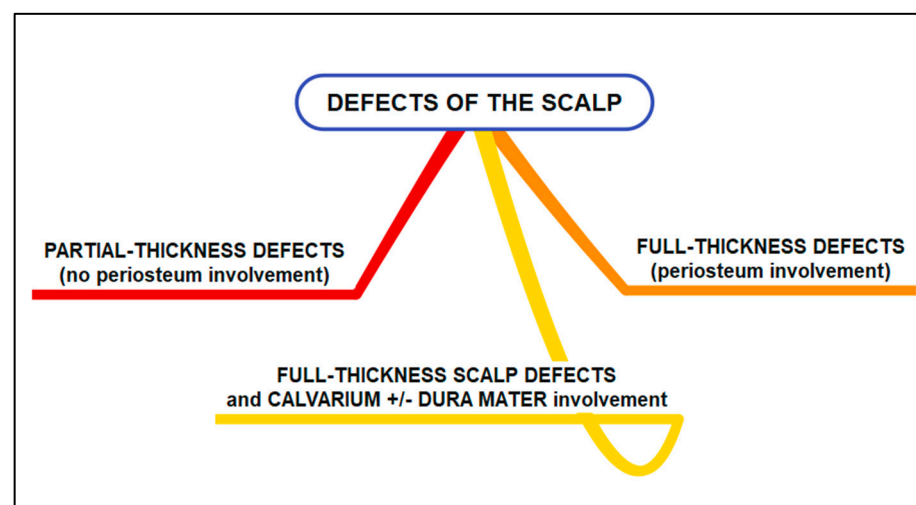 DEFECTS OF THE SCALP
PARTIAL-THICKNESS DEFECTS
(no periosteum involvement)
FULL-THICKNESS DEFECTS
(periosteum involvement)
FULL-THICKNESS SCALP DEFECTS
and CALVARIUM +/- DURA MATER involvement